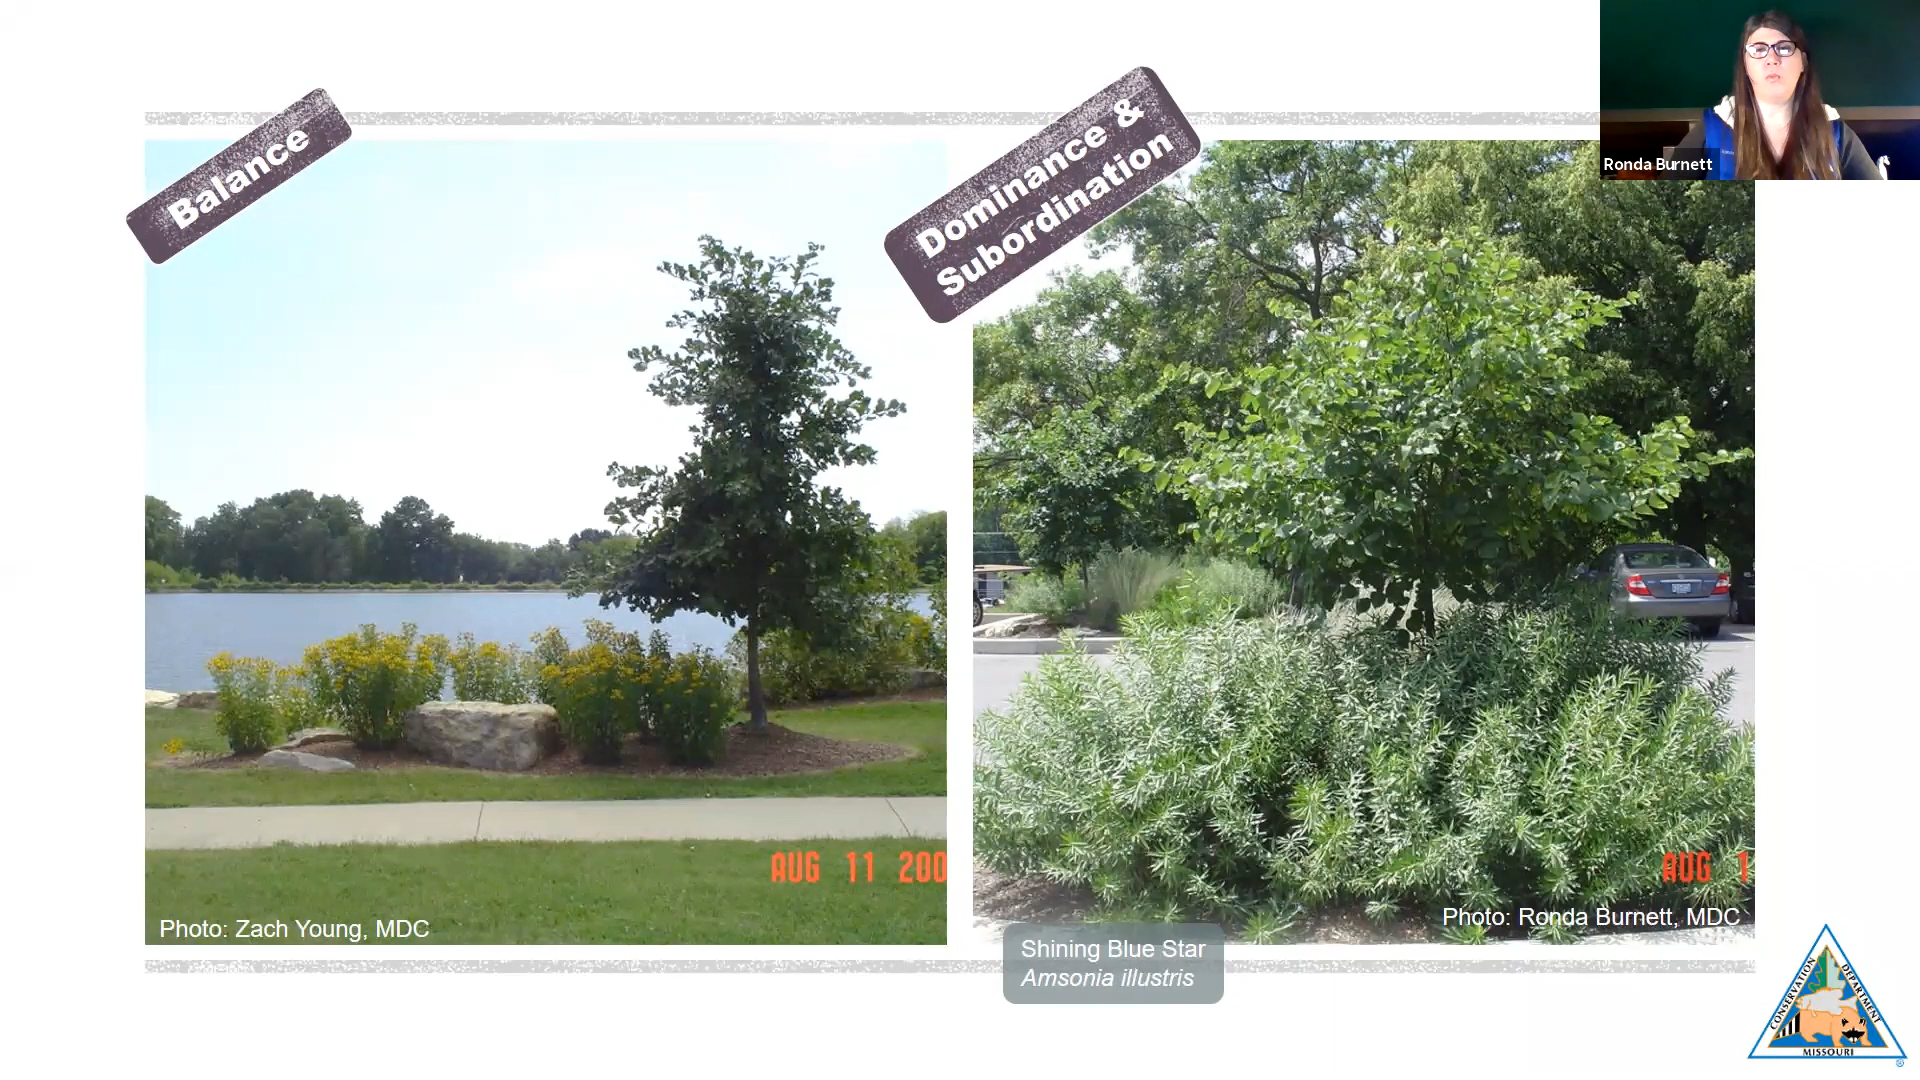 Balance
Dominance &
Subordination
Ronda Burnett
AUG 11 200
AUG 1
Photo: Zach Young, MDC
Photo: Ronda Burnett, MDC
Shining Blue Star
Amsonia illustris
CONSERVATION
DEPARTMENT
MISSOURI
®